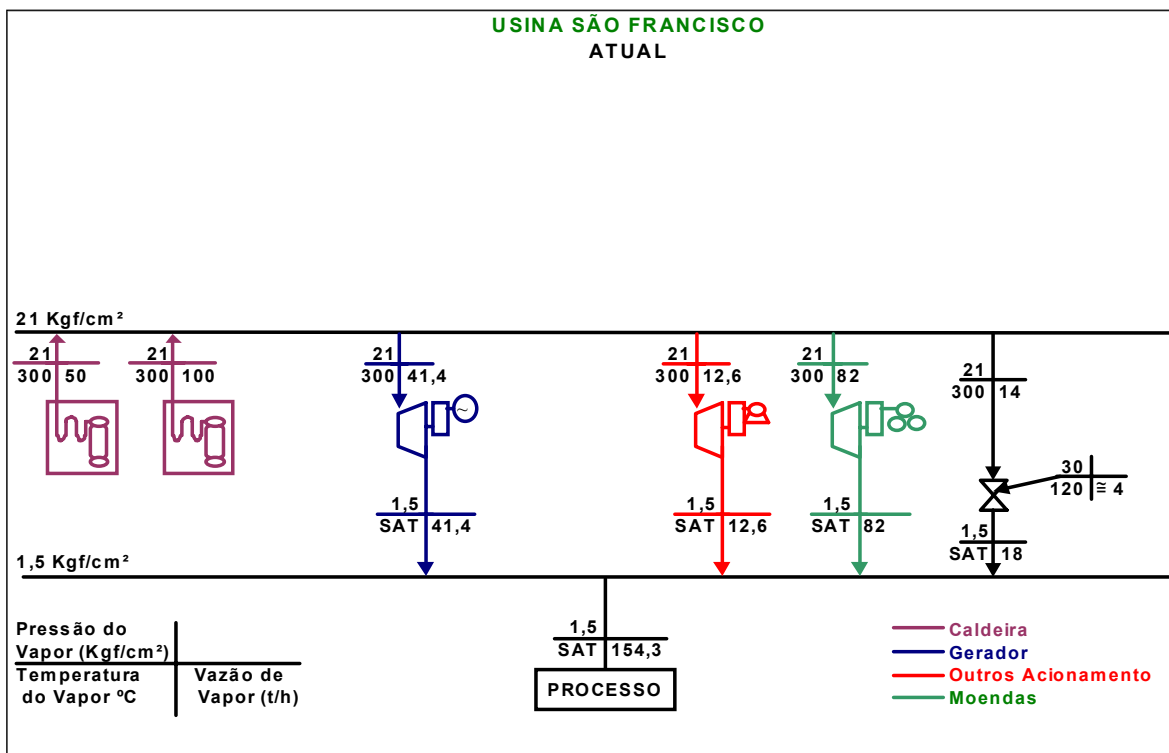 USINA SÃO FRANCISCO
ATUAL
21 Kgf/cm²
21
300 50
21
300 100
21
300 41,4
21
300 12,6
21
300 82
21
300 14
~
30
120 ≅ 4
1,5
SAT 41,4
1,5
SAT 12,6
1,5
SAT 82
1,5
SAT 18
1,5 Kgf/cm²
1,5
SAT 154,3
PROCESSO
Pressão do
Vapor (Kgf/cm²)
Temperatura
do Vapor ºC
Vazão de
Vapor (t/h)
Caldeira
Gerador
Outros Acionamento
Moendas